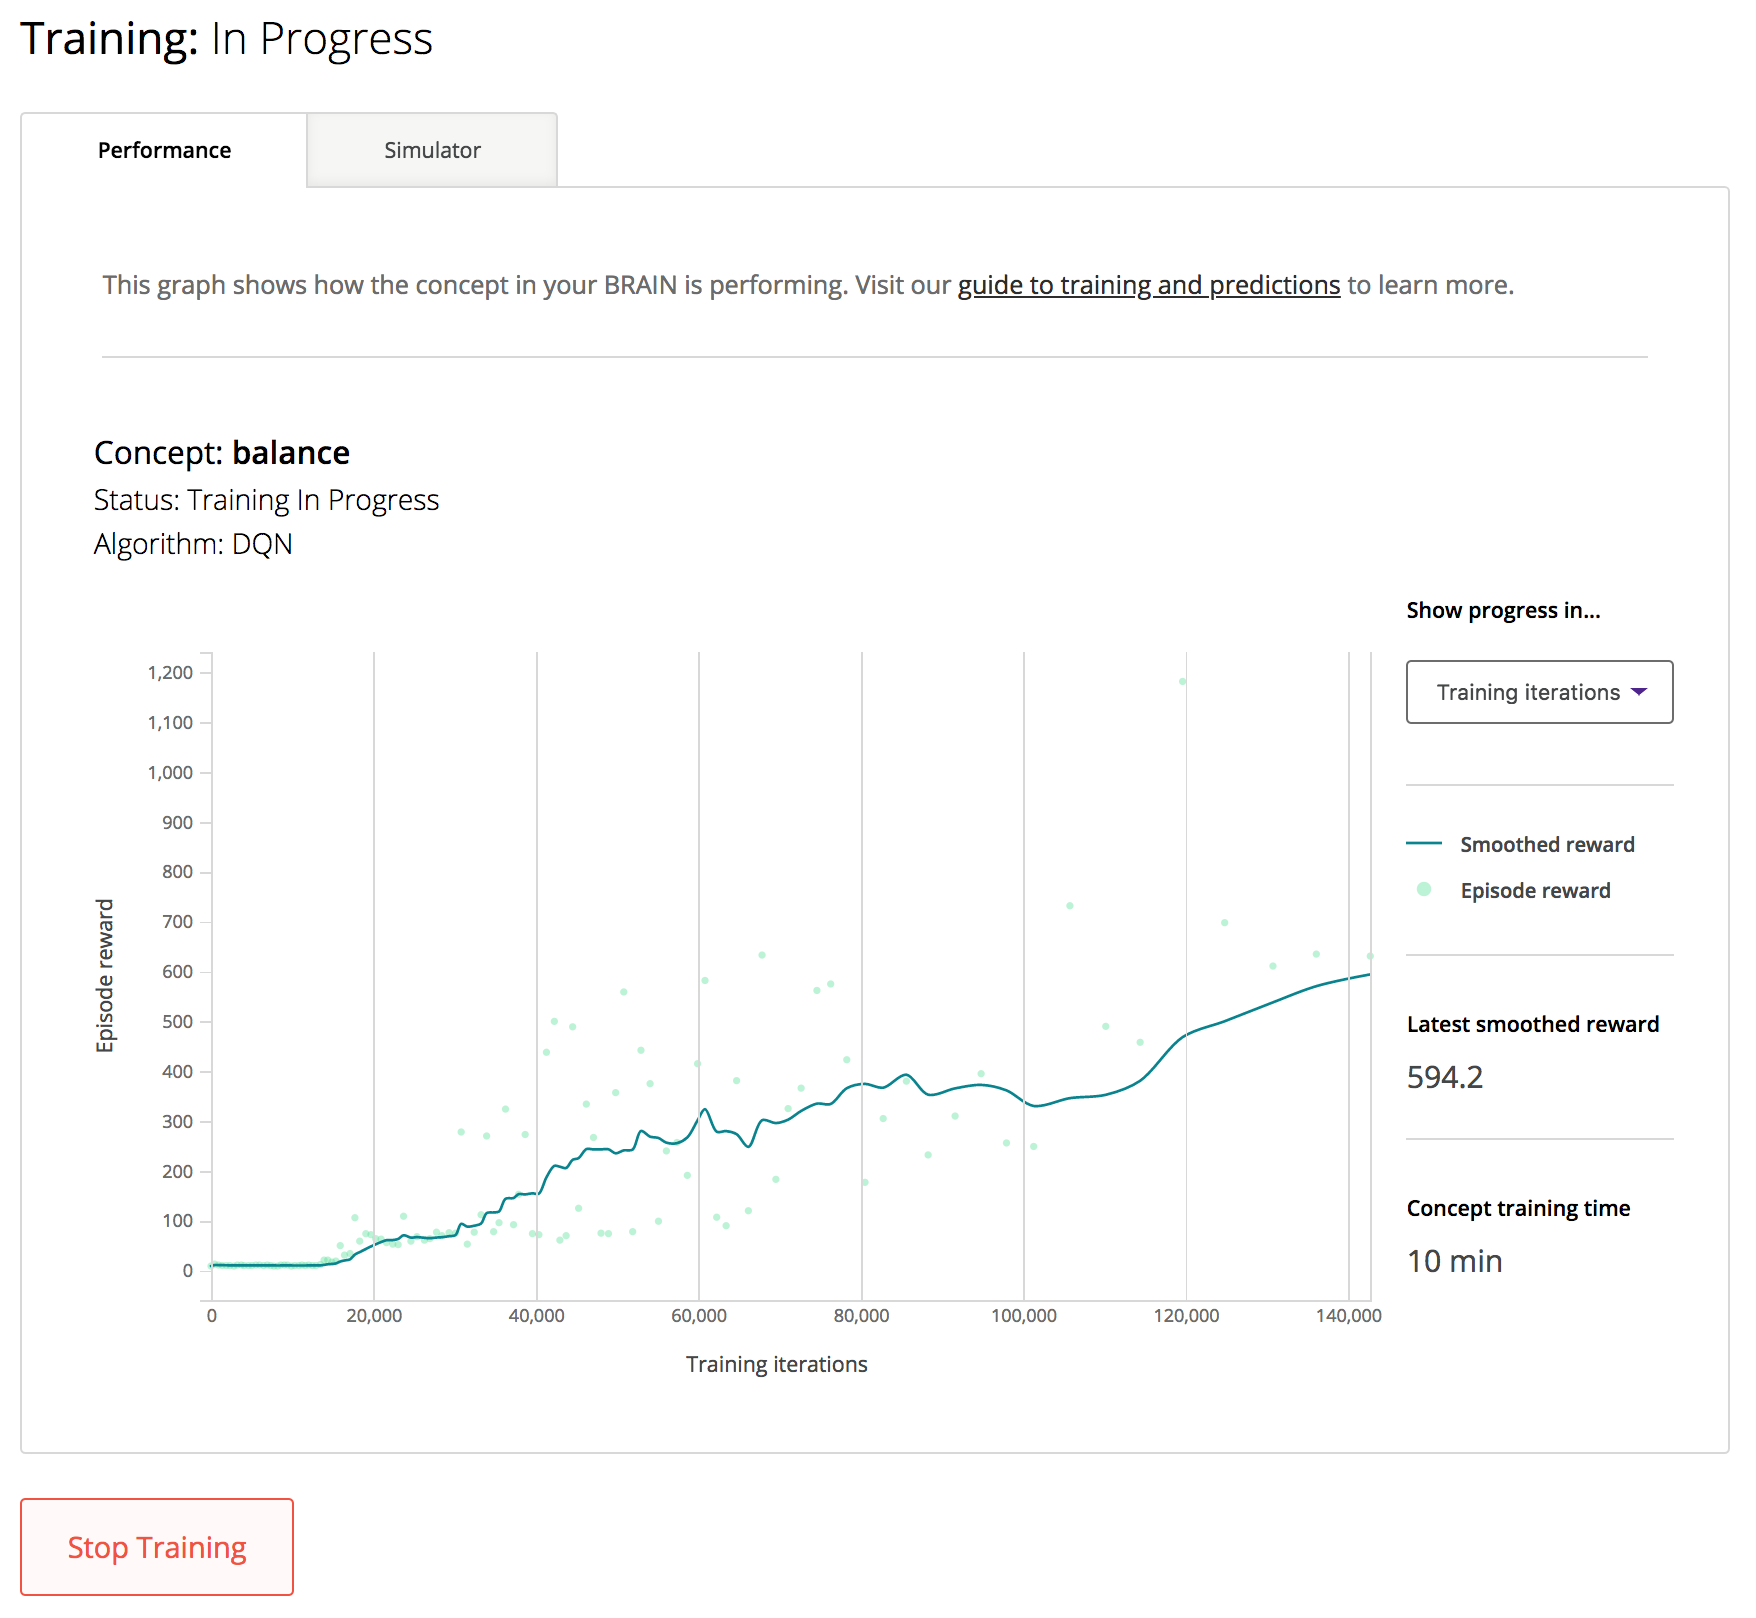 Training: In Progress
Performance
Simulator
This graph shows how the concept in your BRAIN is performing. Visit our guide to training and predictions to learn more.
Concept: balance
Status: Training In Progress
Algorithm: DQN
Show progress in...
Training iterations
Smoothed reward
Episode reward
Latest smoothed reward
594.2
Concept training time
10 min
Episode reward
1,200
1,100
1,000
900
800
700
600
500
400
300
200
100
0
0 20,000 40,000 60,000 80,000 100,000 120,000 140,000
Training iterations
Stop Training